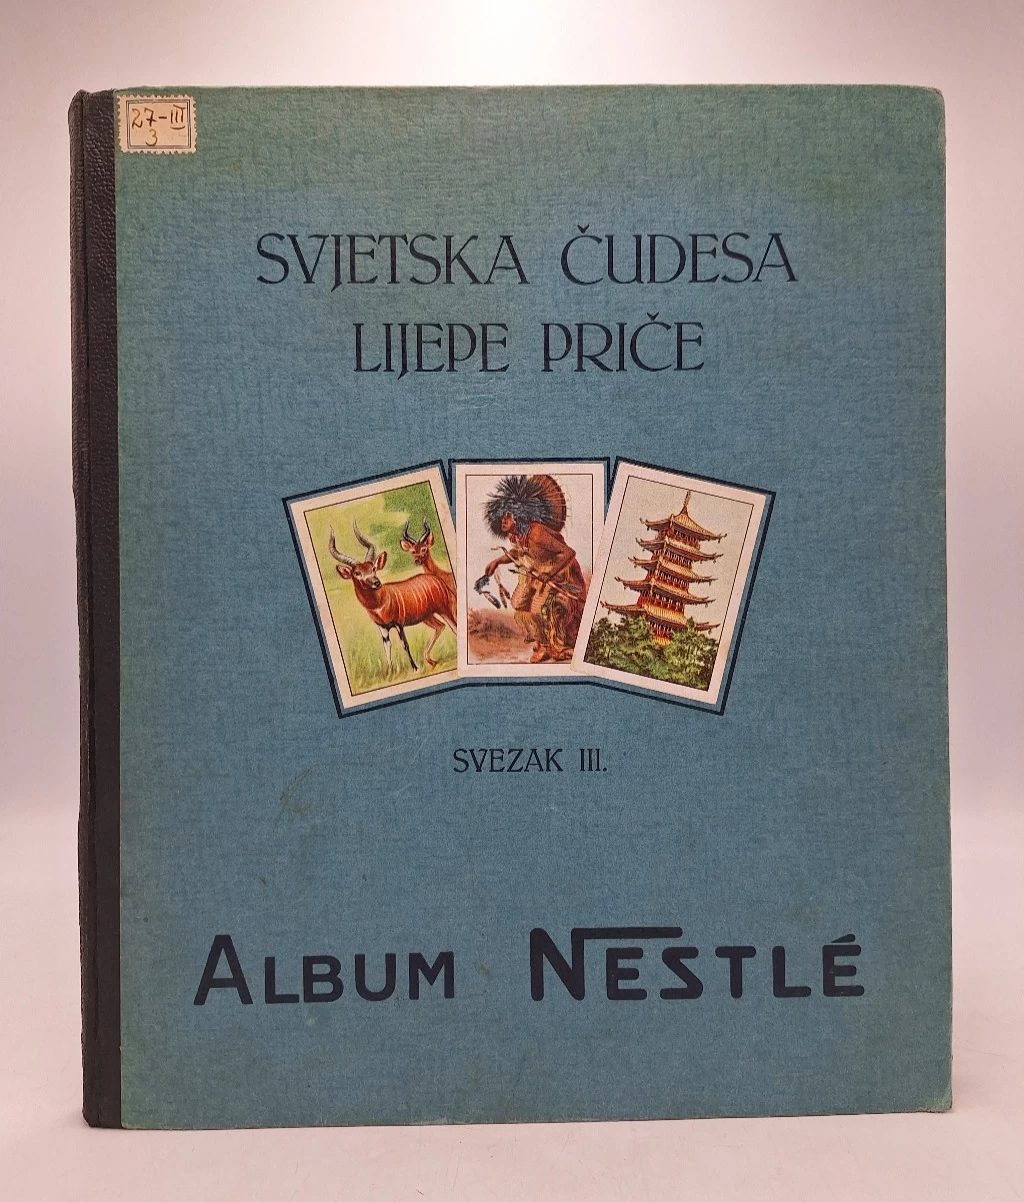 27-III
3
SVJETSKA ČUDESA
LIJEPE PRIČE
SVEZAK III.
ALBUM NESTLÉ